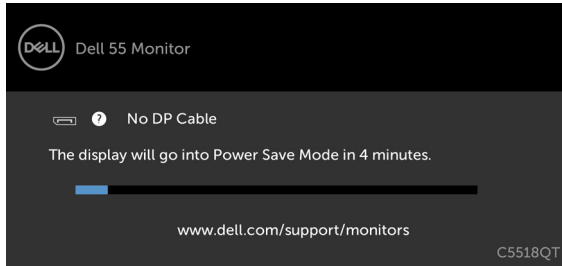 DELL
Dell 55 Monitor
? No DP Cable
The display will go into Power Save Mode in 4 minutes.
www.dell.com/support/monitors
C5518QT